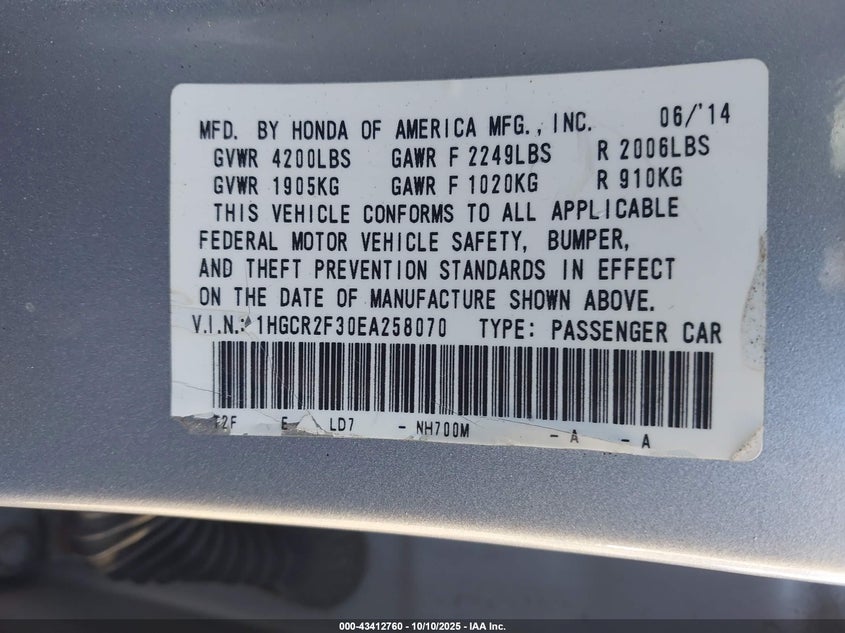 MFD. BY HONDA OF AMERICA MFG., INC. 06/'14
GVWR 4200LBS GAWR F 2249LBS R 2006LBS
GVWR 1905KG GAWR F 1020KG R 910KG
THIS VEHICLE CONFORMS TO ALL APPLICABLE
FEDERAL MOTOR VEHICLE SAFETY, BUMPER,
AND THEFT PREVENTION STANDARDS IN EFFECT
ON THE DATE OF MANUFACTURE SHOWN ABOVE.
V.I.N.: 1HGCR2F30EA258070 TYPE: PASSENGER CAR
E LD7 - NH700M - A - A
000-43412760 - 10/10/2025 - IAA Inc.